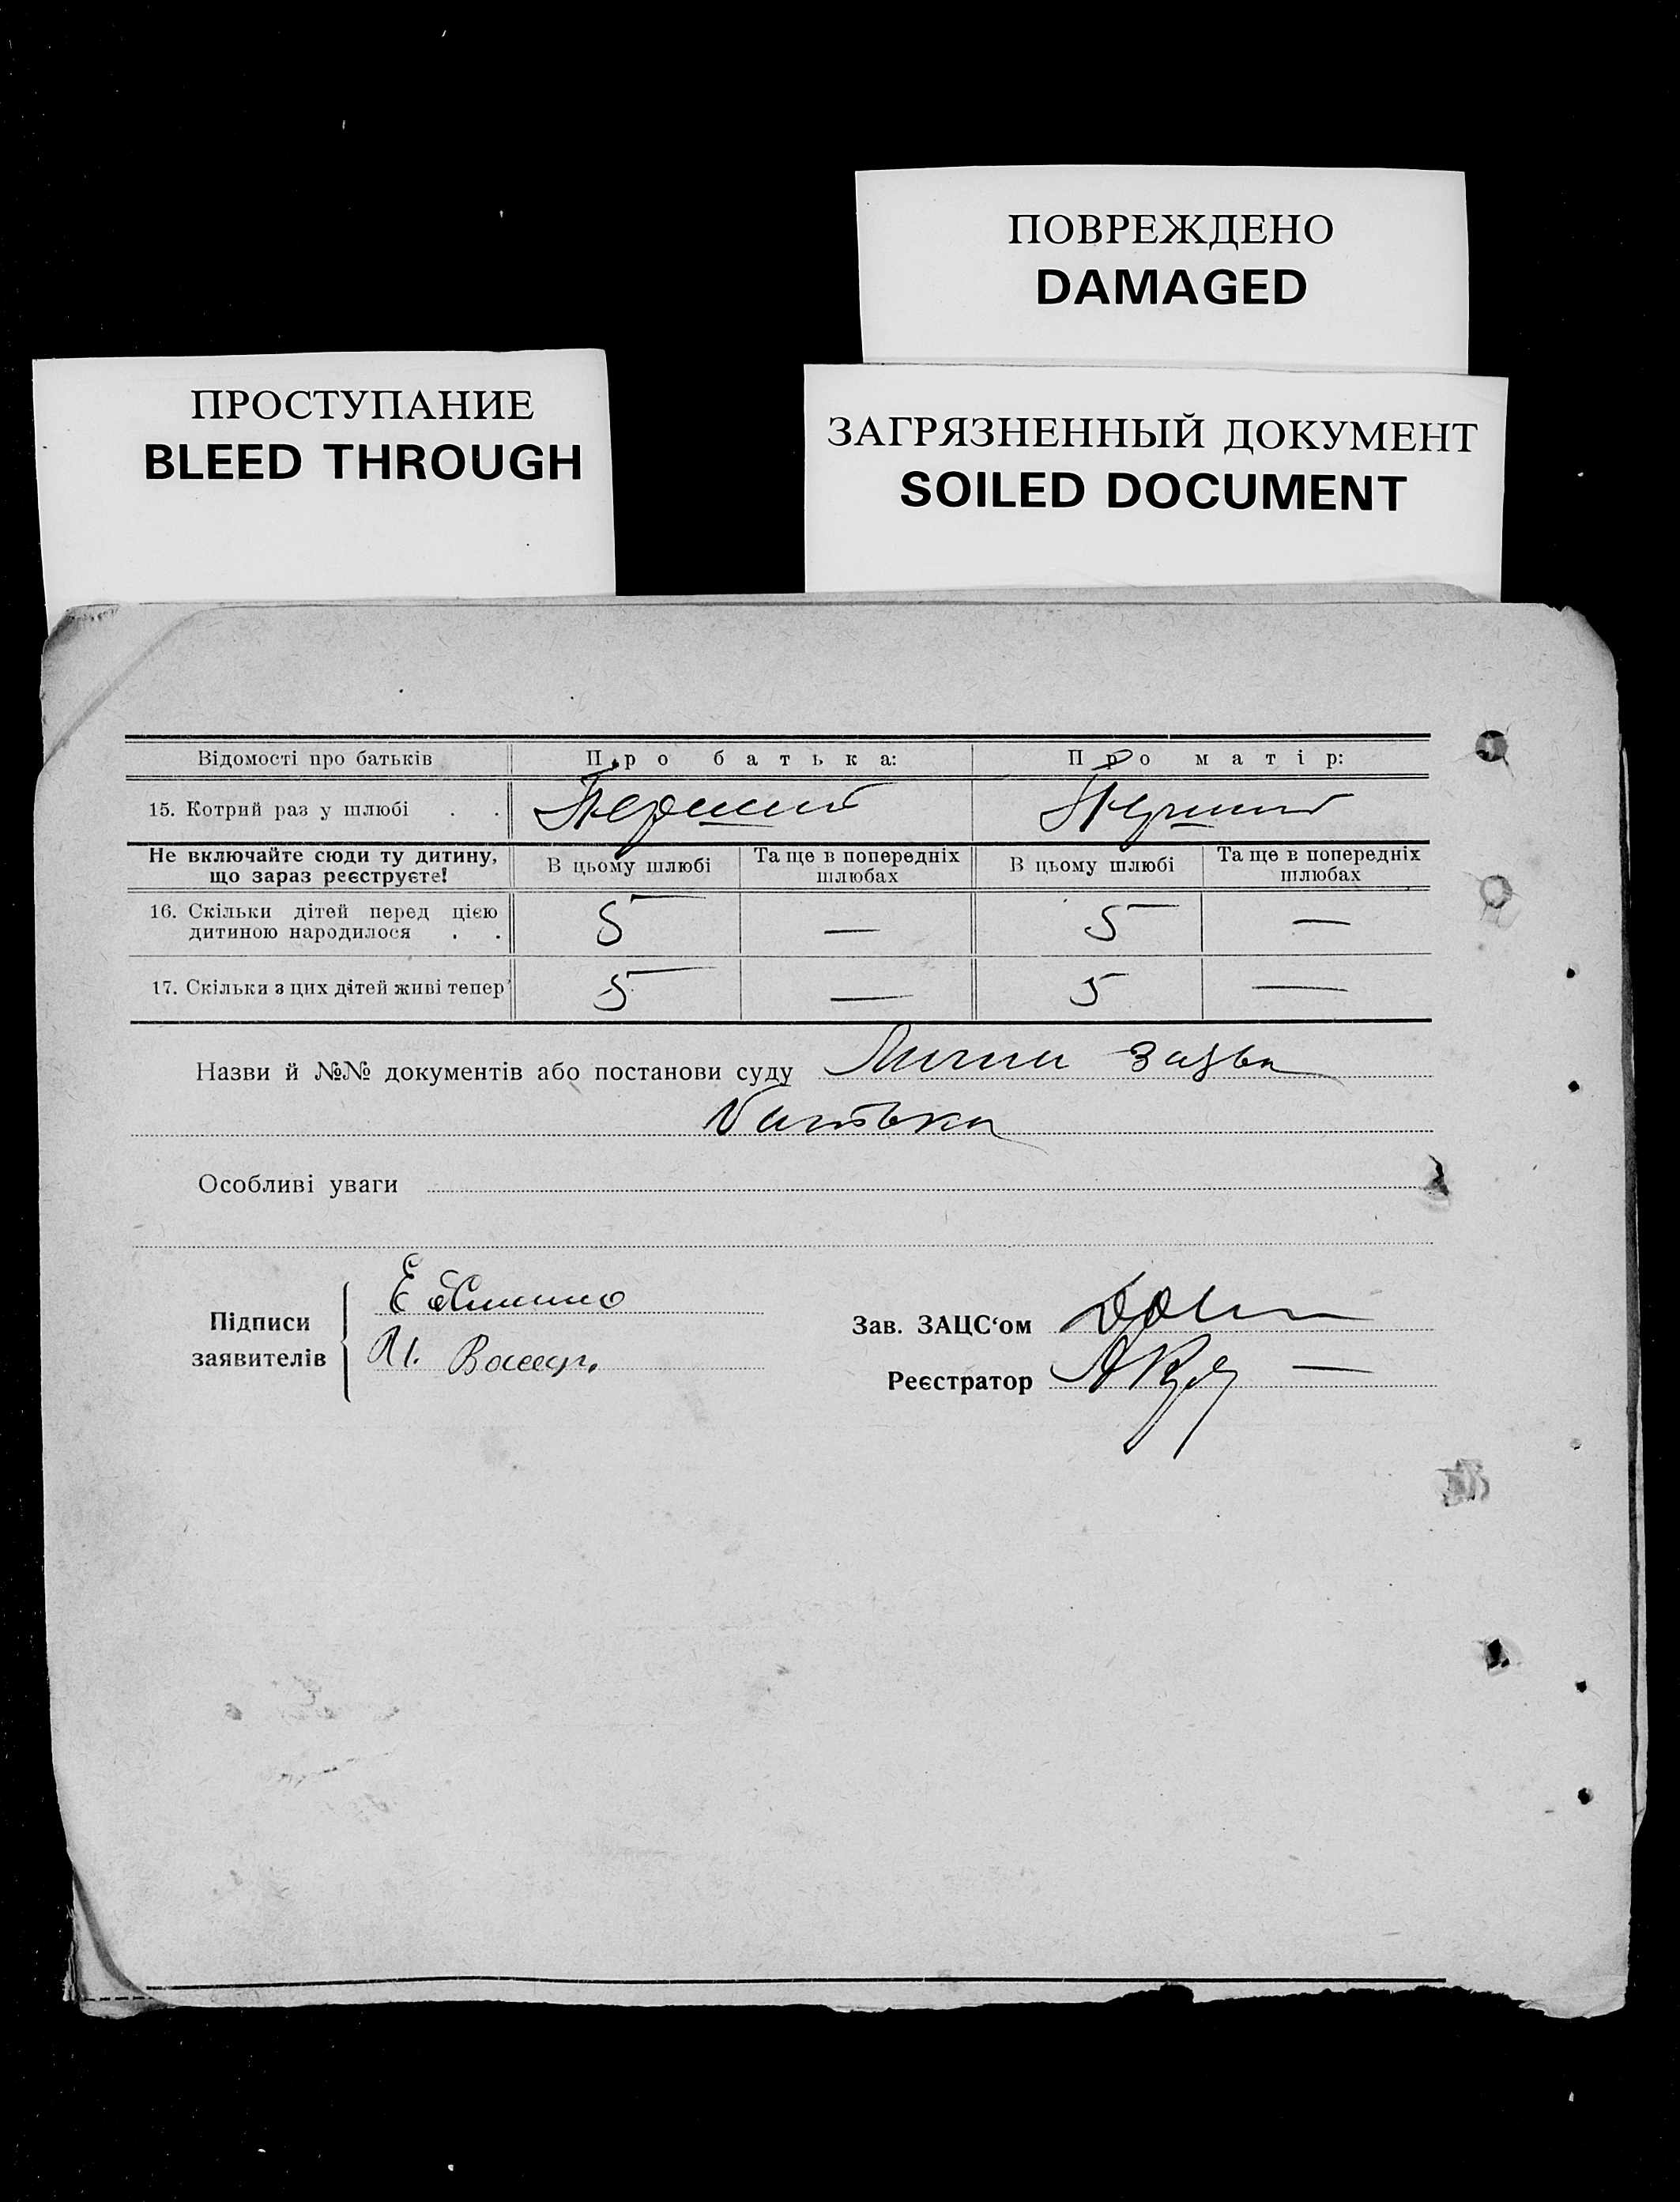 ПОВРЕЖДЕНО
DAMAGED
ПРОСТУПАНИЕ
BLEED THROUGH
ЗАГРЯЗНЕННЫЙ ДОКУМЕНТ
SOILED DOCUMENT
Відомості про батьків Про батька: Про матір:
15. Котрий раз у шлюбі . . Перший Перший
Не включайте сюди ту дитину, що зараз реєструєте! В цьому шлюбі Та ще в попередніх шлюбах В цьому шлюбі Та ще в попередніх шлюбах
16. Скільки дітей перед цією
дитиною народилося . . 5 — 5 —
17. Скільки з цих дітей живі тепер 5 — 5 —
Назви й №№ документів або постанови суду заява
батька
Особливі уваги
Підписи
заявителів
Зав. ЗАЦС'ом
Реєстратор